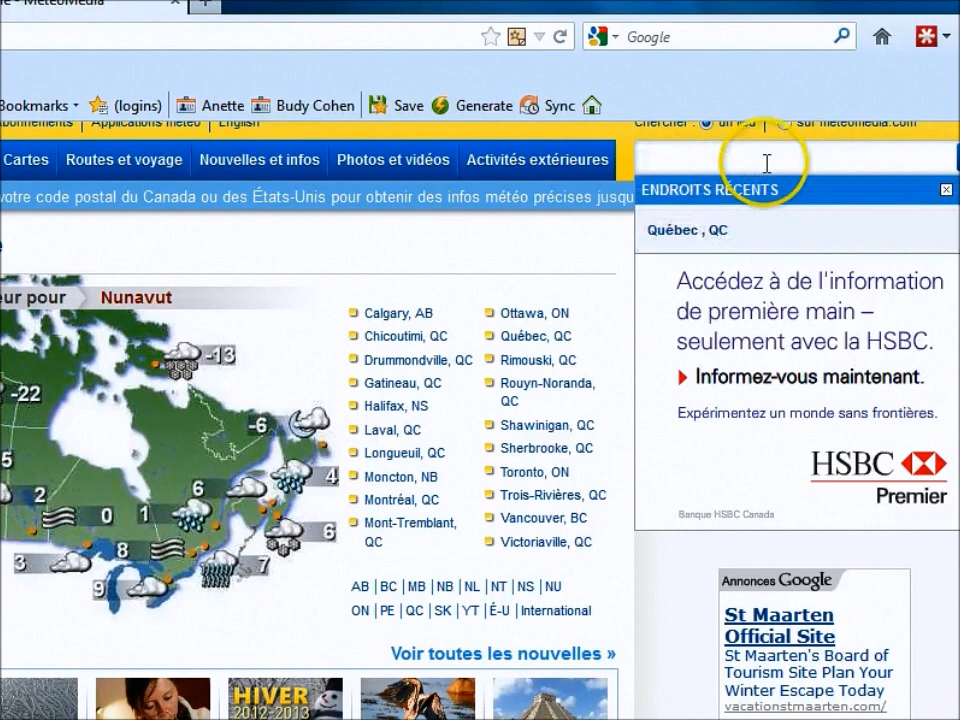 MétéoMédia
Google
Bookmarks
(logins)
Anette
Budy Cohen
Save
Generate
Sync
Abonnements | Applications météo | English
Chercher : un lieu | sur meteomedia.com
Cartes
Routes et voyage
Nouvelles et infos
Photos et vidéos
Activités extérieures
votre code postal du Canada ou des États-Unis pour obtenir des infos météo précises jusqu
ENDROITS RÉCENTS
Québec , QC
eur pour
Nunavut
-13
-22
-6
5
4
2
6
0
1
6
8
3
7
9
Calgary, AB
Chicoutimi, QC
Drummondville, QC
Gatineau, QC
Halifax, NS
Laval, QC
Longueuil, QC
Moncton, NB
Montréal, QC
Mont-Tremblant,
QC
Ottawa, ON
Québec, QC
Rimouski, QC
Rouyn-Noranda,
QC
Shawinigan, QC
Sherbrooke, QC
Toronto, ON
Trois-Rivières, QC
Vancouver, BC
Victoriaville, QC
AB | BC | MB | NB | NL | NT | NS | NU
ON | PE | QC | SK | YT | É-U | International
Voir toutes les nouvelles »
HIVER
2012-2013
Accédez à de l'information
de première main –
seulement avec la HSBC.
Informez-vous maintenant.
Expérimentez un monde sans frontières.
HSBC
Premier
Banque HSBC Canada
Annonces Google
St Maarten
Official Site
St Maarten's Board of
Tourism Site Plan Your
Winter Escape Today
vacationstmaarten.com/